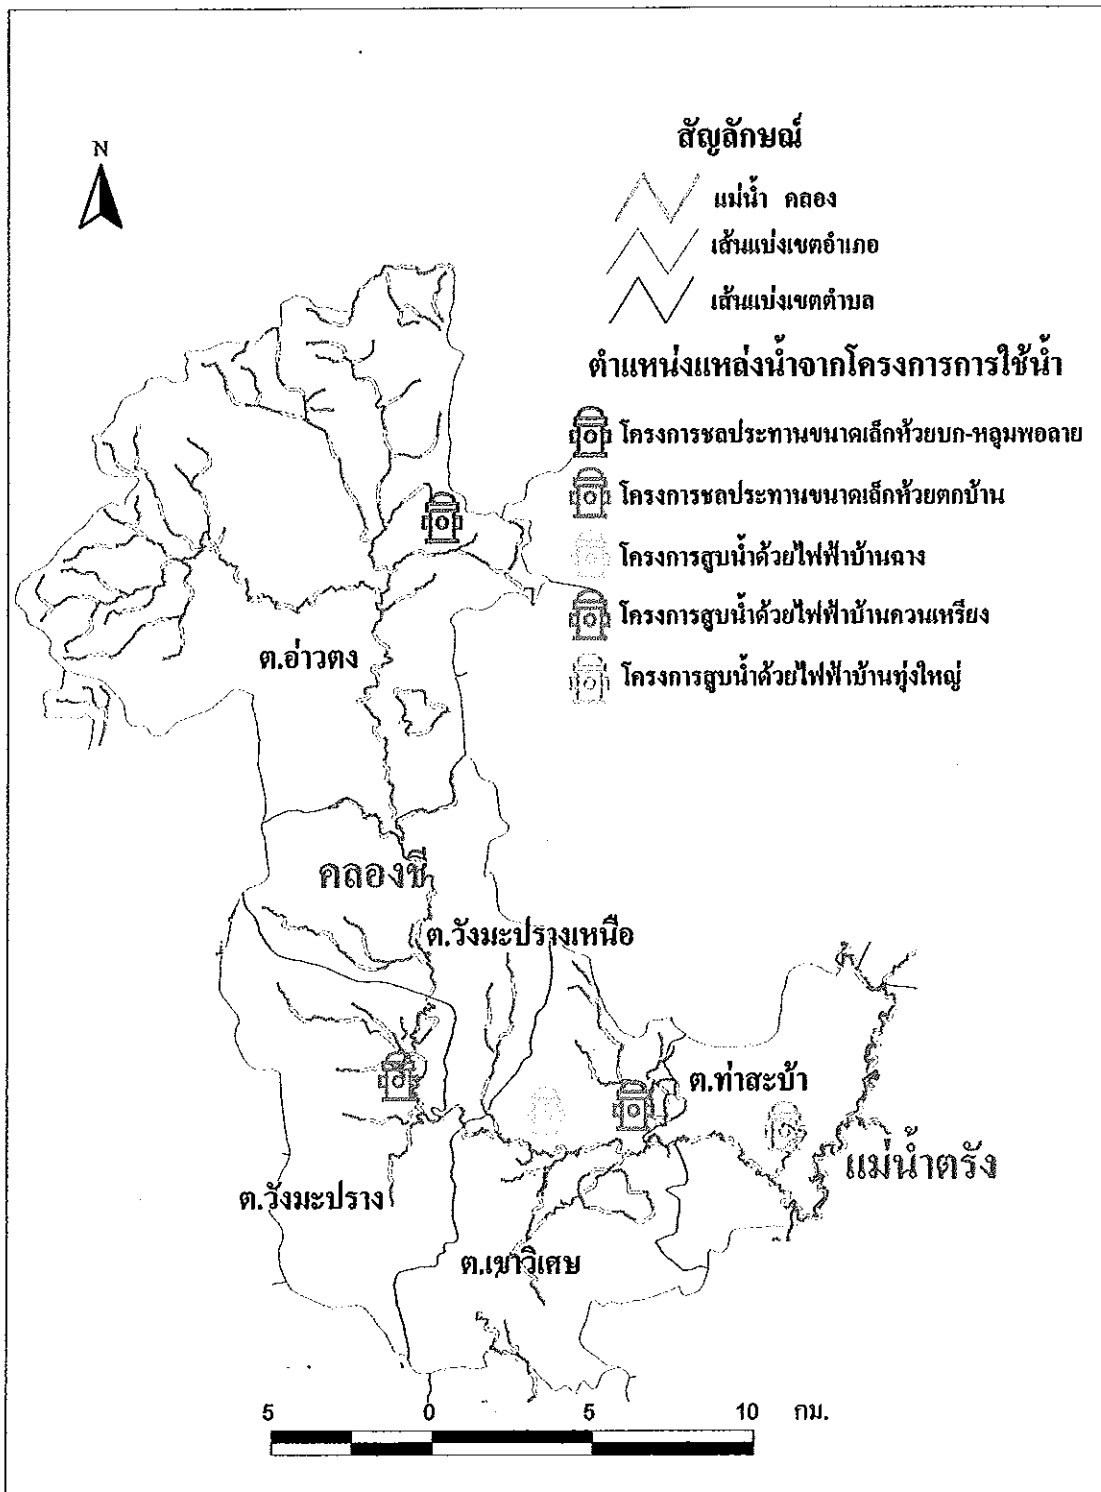 N
สัญลักษณ์
แม่น้ำ คลอง
เส้นแบ่งเขตอำเภอ
เส้นแบ่งเขตตำบล
ตำแหน่งแหล่งน้ำจากโครงการการใช้น้ำ
โครงการชลประทานขนาดเล็กห้วยบก-หลุมพอลาย
โครงการชลประทานขนาดเล็กห้วยตกบ้าน
โครงการสูบน้ำด้วยไฟฟ้าบ้านฉาง
โครงการสูบน้ำด้วยไฟฟ้าบ้านควนเหรียง
โครงการสูบน้ำด้วยไฟฟ้าบ้านทุ่งใหญ่
ต.อ่าวตง
คลองชี
ต.วังมะปรางเหนือ
ต.ท่าสะบ้า
แม่น้ำตรัง
ต.วังมะปราง
ต.เขาวิเศษ
5 0 5 10 กม.